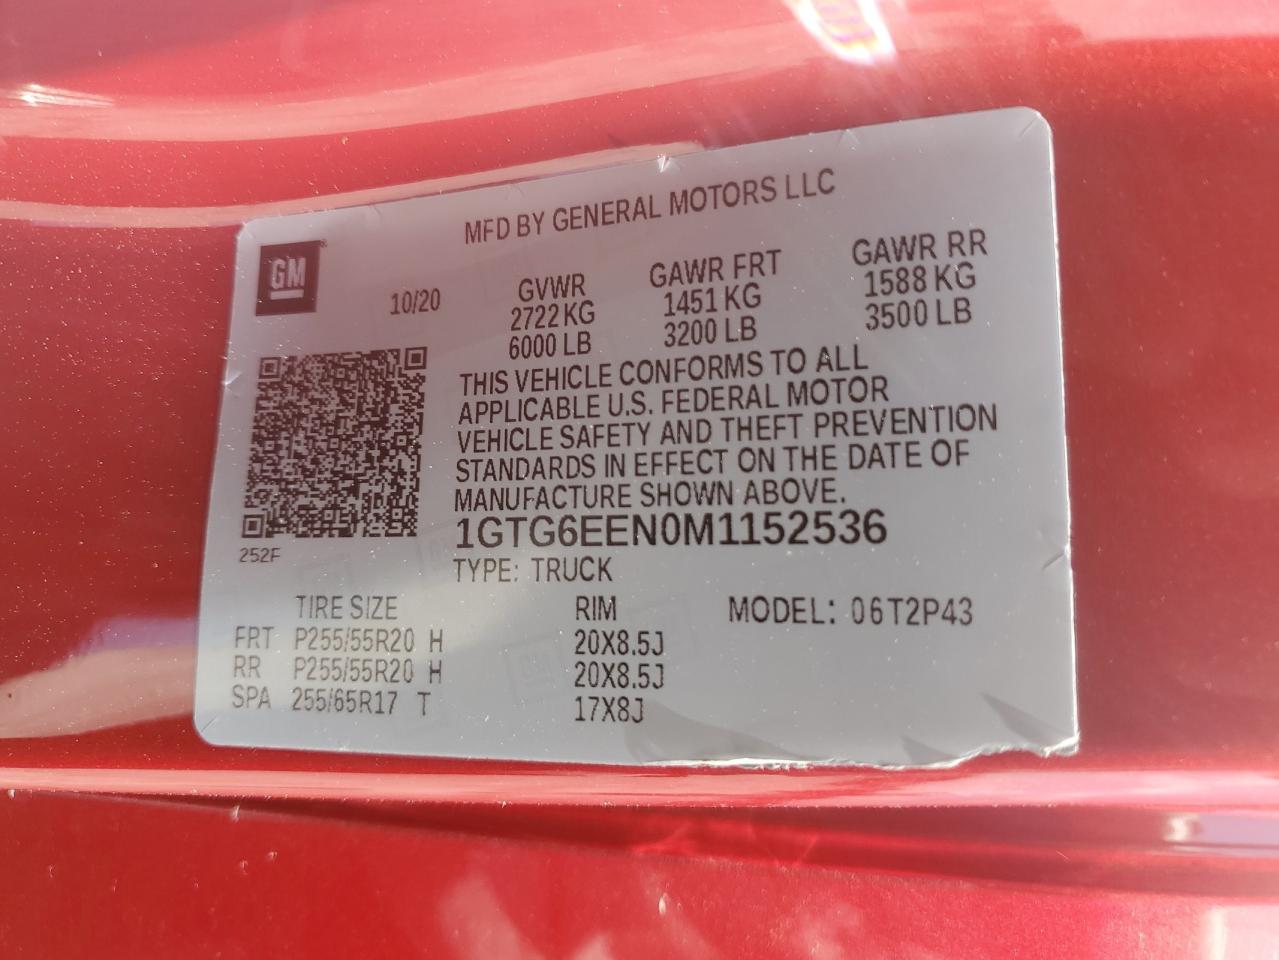 MFD BY GENERAL MOTORS LLC
GM
10/20
GVWR GAWR FRT GAWR RR
2722 KG 1451 KG 1588 KG
6000 LB 3200 LB 3500 LB
THIS VEHICLE CONFORMS TO ALL
APPLICABLE U.S. FEDERAL MOTOR
VEHICLE SAFETY AND THEFT PREVENTION
STANDARDS IN EFFECT ON THE DATE OF
MANUFACTURE SHOWN ABOVE.
1GTG6EEN0M1152536
252F
TYPE: TRUCK
TIRE SIZE RIM MODEL: 06T2P43
FRT P255/55R20 H 20X8.5J
RR P255/55R20 H 20X8.5J
SPA 255/65R17 T 17X8J